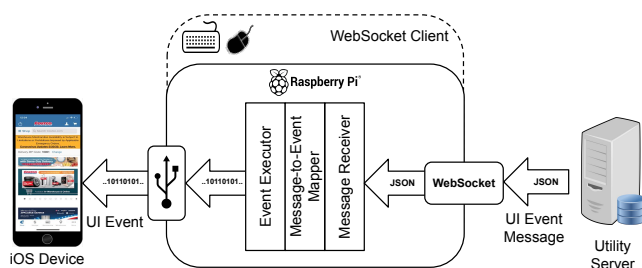 WebSocket Client
Raspberry Pi
Event Executor
Message-to-Event
Mapper
Message Receiver
..10110101..
..10110101..
JSON
WebSocket
JSON
UI Event
UI Event
Message
iOS Device
Utility
Server